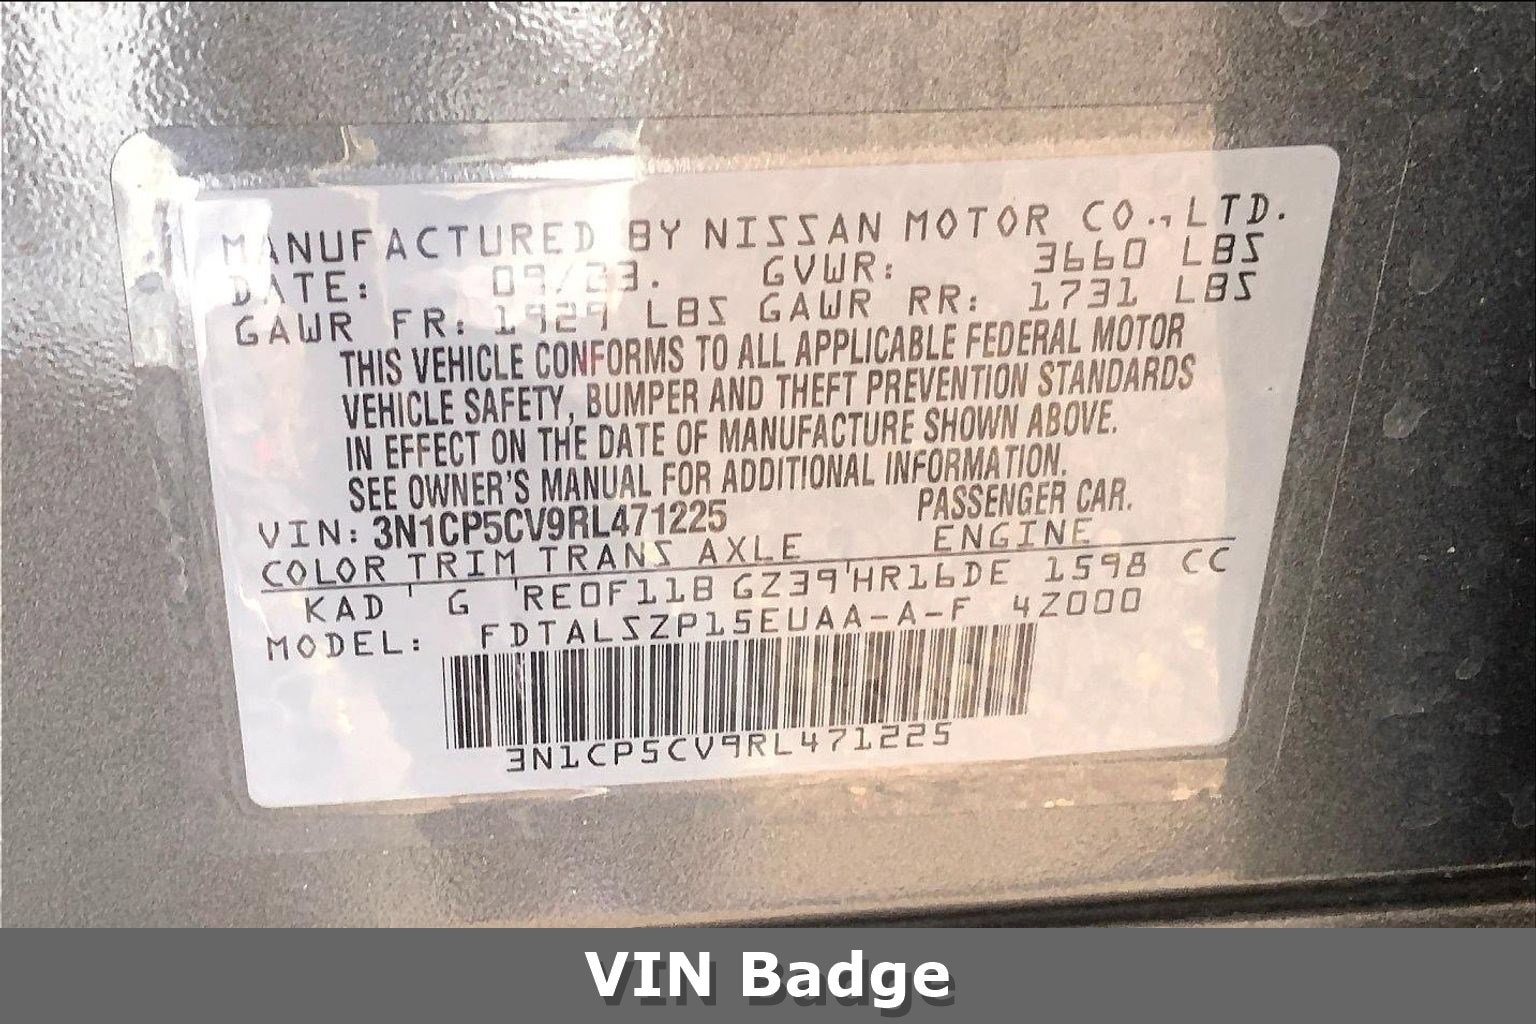 MANUFACTURED BY NISSAN MOTOR CO., LTD.
DATE: 09/23. GVWR: 3660 LBS
GAWR FR: 1929 LBS GAWR RR: 1731 LBS
THIS VEHICLE CONFORMS TO ALL APPLICABLE FEDERAL MOTOR
VEHICLE SAFETY, BUMPER AND THEFT PREVENTION STANDARDS
IN EFFECT ON THE DATE OF MANUFACTURE SHOWN ABOVE.
SEE OWNER'S MANUAL FOR ADDITIONAL INFORMATION.
VIN: 3N1CP5CV9RL471225 PASSENGER CAR.
COLOR TRIM TRANS AXLE ENGINE
KAD ' G 'RE0F11B GZ39'HR16DE 1598 CC
MODEL: FDTALSZP15EUAA-A-F 4Z000
3N1CP5CV9RL471225
VIN Badge